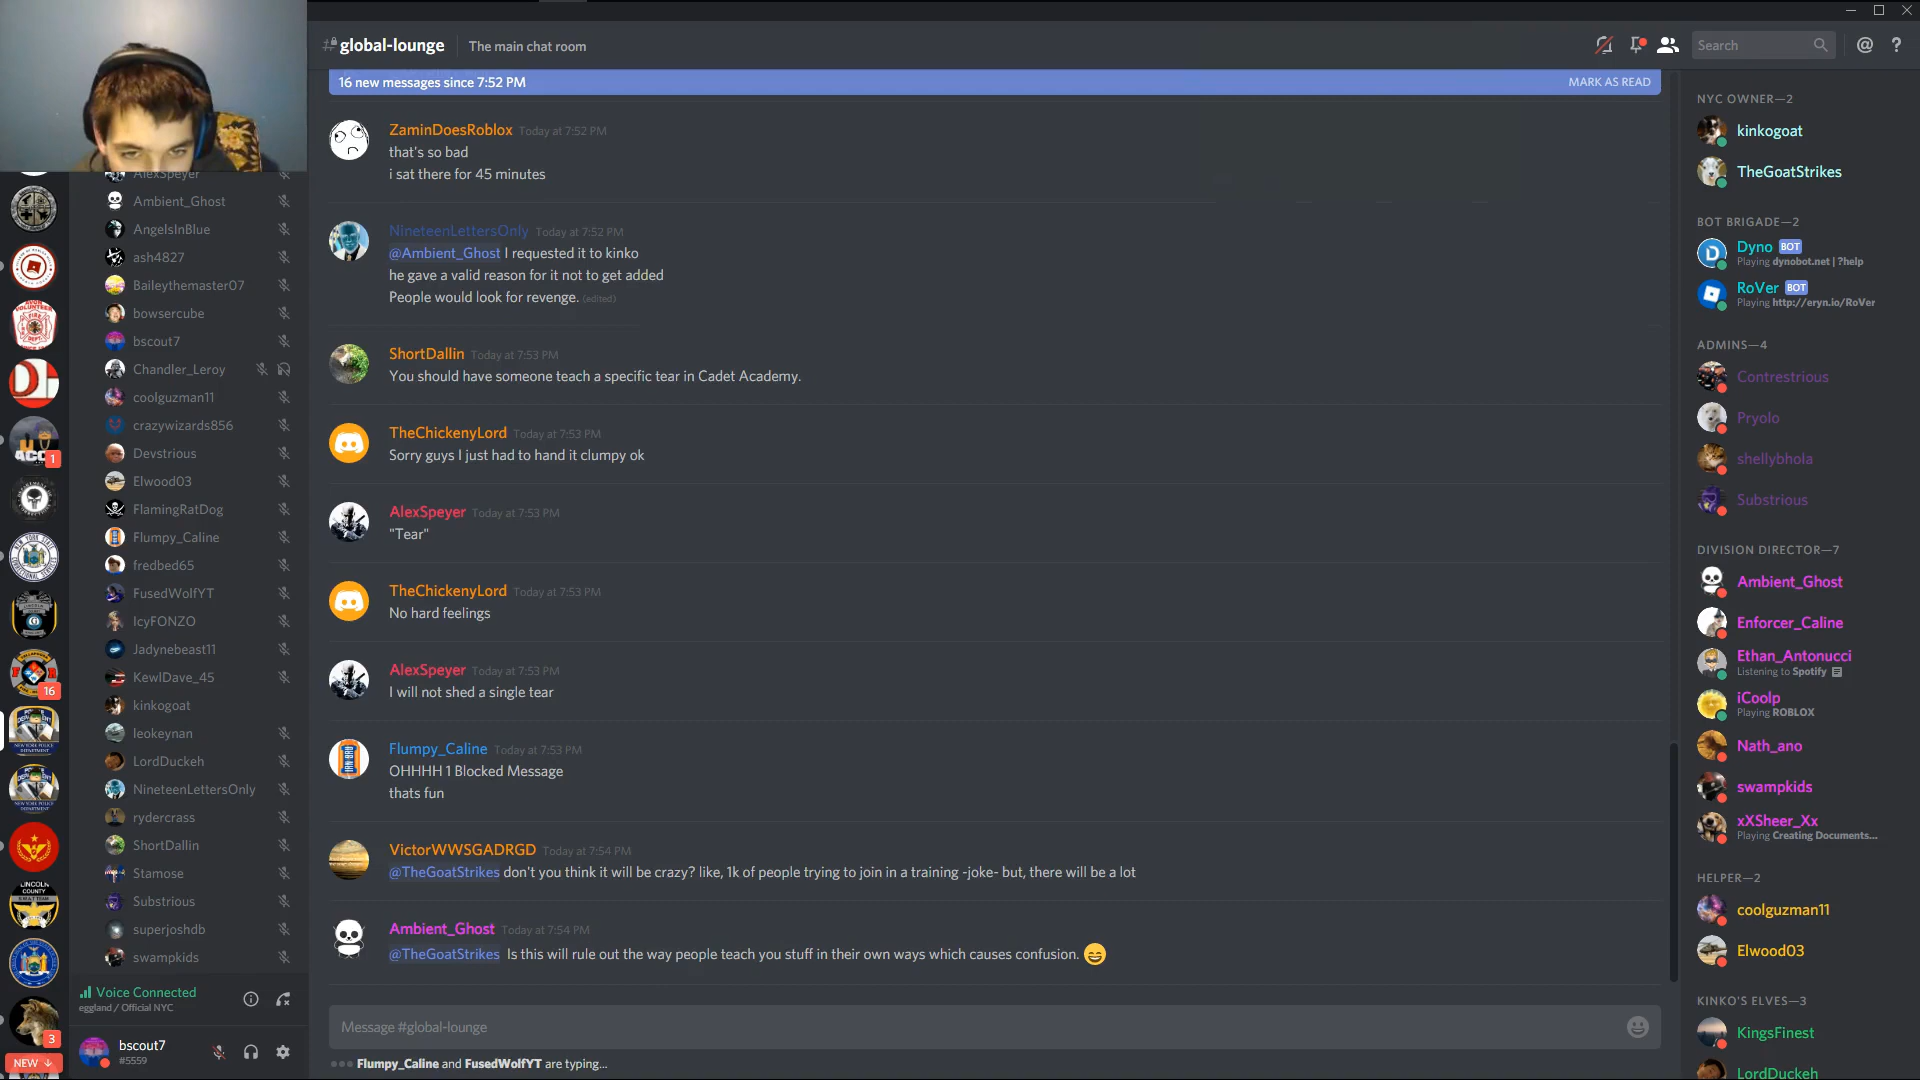 global-lounge
The main chat room
Search
16 new messages since 7:52 PM
MARK AS READ
AlexSpeyer
Ambient_Ghost
AngelsInBlue
ash4827
Baileythemaster07
bowsercube
bscout7
Chandler_Leroy
coolguzman11
crazywizards856
Devstrious
Elwood03
FlamingRatDog
Flumpy_Caline
fredbed65
FusedWolfYT
IcyFONZO
Jadynebeast11
KewlDave_45
kinkogoat
leokeynan
LordDuckeh
NineteenLettersOnly
rydercrass
ShortDallin
Stamose
Substrious
superjoshdb
swampkids
Voice Connected
eggland / Official NYC
bscout7
#5559
1
16
3
NEW
ZaminDoesRoblox Today at 7:52 PM
that's so bad
i sat there for 45 minutes
NineteenLettersOnly Today at 7:52 PM
@Ambient_Ghost I requested it to kinko
he gave a valid reason for it not to get added
People would look for revenge. (edited)
ShortDallin Today at 7:53 PM
You should have someone teach a specific tear in Cadet Academy.
TheChickenyLord Today at 7:53 PM
Sorry guys I just had to hand it clumpy ok
AlexSpeyer Today at 7:53 PM
"Tear"
TheChickenyLord Today at 7:53 PM
No hard feelings
AlexSpeyer Today at 7:53 PM
I will not shed a single tear
Flumpy_Caline Today at 7:53 PM
OHHHH 1 Blocked Message
thats fun
VictorWWSGADRGD Today at 7:54 PM
@TheGoatStrikes don't you think it will be crazy? like, 1k of people trying to join in a training -joke- but, there will be a lot
Ambient_Ghost Today at 7:54 PM
@TheGoatStrikes Is this will rule out the way people teach you stuff in their own ways which causes confusion.
Message #global-lounge
Flumpy_Caline and FusedWolfYT are typing...
NYC OWNER—2
kinkogoat
TheGoatStrikes
BOT BRIGADE—2
Dyno BOT
Playing dynobot.net | ?help
RoVer BOT
Playing http://eryn.io/RoVer
ADMINS—4
Contrestrious
Pryolo
shellybhola
Substrious
DIVISION DIRECTOR—7
Ambient_Ghost
Enforcer_Caline
Ethan_Antonucci
Listening to Spotify
iCoolp
Playing ROBLOX
Nath_ano
swampkids
xXSheer_Xx
Playing Creating Documents...
HELPER—2
coolguzman11
Elwood03
KINKO'S ELVES—3
KingsFinest
LordDuckeh